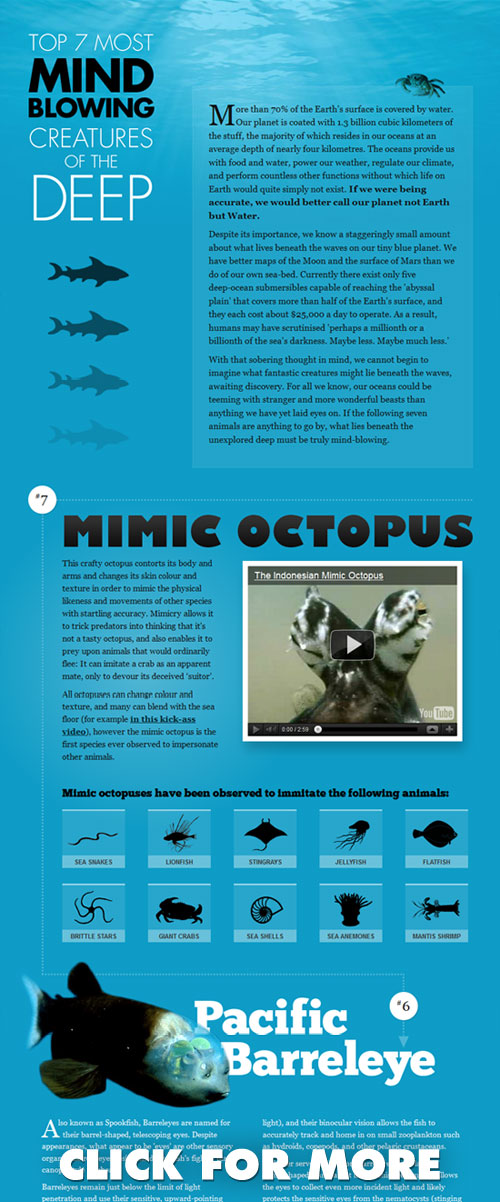 TOP 7 MOST
MIND
BLOWING
CREATURES
OF THE
DEEP
More than 70% of the Earth's surface is covered by water.
Our planet is coated with 1.3 billion cubic kilometers of
the stuff, the majority of which resides in our oceans at an
average depth of nearly four kilometres. The oceans provide us
with food and water, power our weather, regulate our climate,
and perform countless other functions without which life on
Earth would quite simply not exist. If we were being
accurate, we would better call our planet not Earth
but Water.
Despite its importance, we know a staggeringly small amount
about what lives beneath the waves on our tiny blue planet. We
have better maps of the Moon and the surface of Mars than we
do of our own sea-bed. Currently there exist only five
deep-ocean submersibles capable of reaching the 'abyssal
plain' that covers more than half of the Earth's surface, and
they each cost about $25,000 a day to operate. As a result,
humans may have scrutinised 'perhaps a millionth or a
billionth of the sea's darkness. Maybe less. Maybe much less.'
With that sobering thought in mind, we cannot begin to
imagine what fantastic creatures might lie beneath the waves,
awaiting discovery. For all we know, our oceans could be
teeming with stranger and more wonderful beasts than
anything we have yet laid eyes on. If the following seven
animals are anything to go by, what lies beneath the
unexplored deep must be truly mind-blowing.
#7
MIMIC OCTOPUS
This crafty octopus contorts its body and
arms and changes its skin colour and
texture in order to mimic the physical
likeness and movements of other species
with startling accuracy. Mimicry allows it
to trick predators into thinking that it's
not a tasty octopus, and also enables it to
prey upon animals that would ordinarily
flee: It can imitate a crab as an apparent
mate, only to devour its deceived 'suitor'.
All octopuses can change colour and
texture, and many can blend with the sea
floor (for example in this kick-ass
video), however the mimic octopus is the
first species ever observed to impersonate
other animals.
The Indonesian Mimic Octopus
YouTube
0:00 / 2:59
Mimic octopuses have been observed to immitate the following animals:
SEA SNAKES
LIONFISH
STINGRAYS
JELLYFISH
FLATFISH
BRITTLE STARS
GIANT CRABS
SEA SHELLS
SEA ANEMONES
MANTIS SHRIMP
#6
Pacific
Barreleye
Also known as Spookfish, Barreleyes are named for
their barrel-shaped, telescoping eyes. Despite
appearances, what appear to be 'eyes' are other sensory
Barreleyes remain just below the limit of light
penetration and use their sensitive, upward-pointing
light), and their binocular vision allows the fish to
accurately track and home in on small zooplankton such
as hydroids, copepods, and other pelagic crustaceans.
the eyes to collect even more incident light and likely
protects the sensitive eyes from the nematocysts (stinging
CLICK FOR MORE